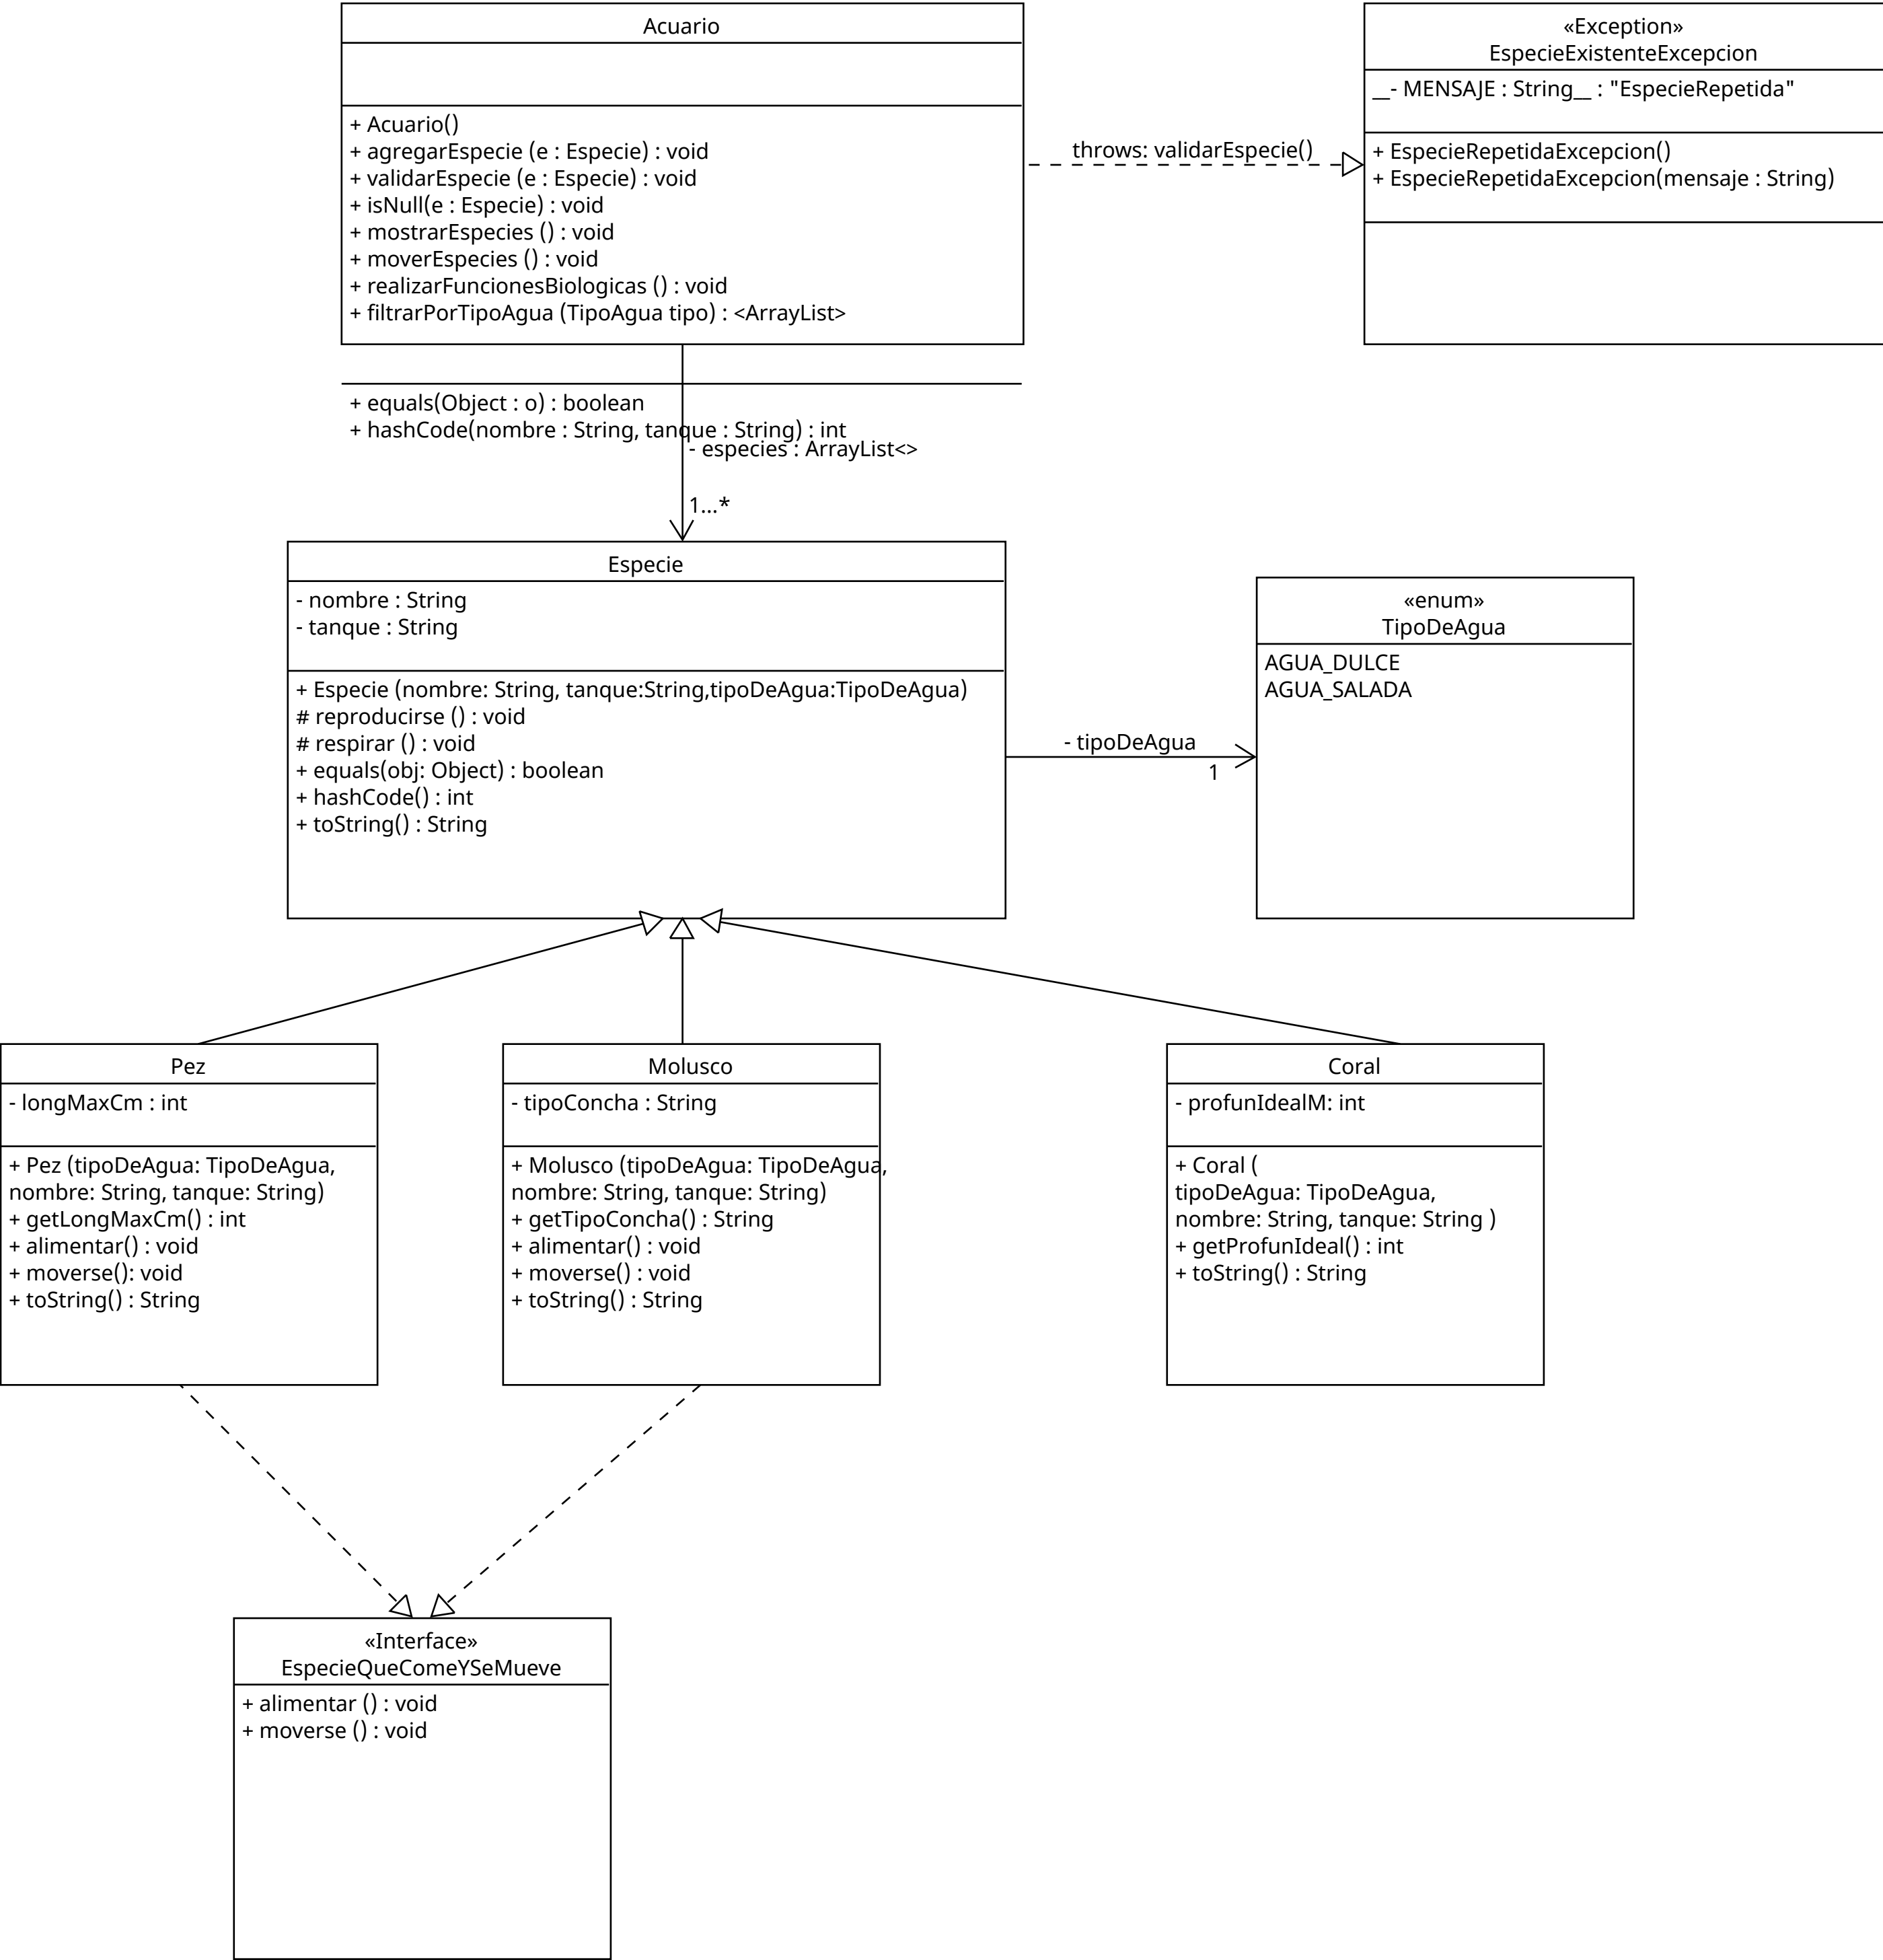 Acuario
+ Acuario()
+ agregarEspecie (e : Especie) : void
+ validarEspecie (e : Especie) : void
+ isNull(e : Especie) : void
+ mostrarEspecies () : void
+ moverEspecies () : void
+ realizarFuncionesBiologicas () : void
+ filtrarPorTipoAgua (TipoAgua tipo) : <ArrayList>
+ equals(Object : o) : boolean
+ hashCode(nombre : String, tanque : String) : int
throws: validarEspecie()
«Exception»
EspecieExistenteExcepcion
__- MENSAJE : String__ : "EspecieRepetida"
+ EspecieRepetidaExcepcion()
+ EspecieRepetidaExcepcion(mensaje : String)
- especies : ArrayList<>
1...*
Especie
- nombre : String
- tanque : String
+ Especie (nombre: String, tanque:String,tipoDeAgua:TipoDeAgua)
# reproducirse () : void
# respirar () : void
+ equals(obj: Object) : boolean
+ hashCode() : int
+ toString() : String
- tipoDeAgua
1
«enum»
TipoDeAgua
AGUA_DULCE
AGUA_SALADA
Pez
- longMaxCm : int
+ Pez (tipoDeAgua: TipoDeAgua,
nombre: String, tanque: String)
+ getLongMaxCm() : int
+ alimentar() : void
+ moverse(): void
+ toString() : String
Molusco
- tipoConcha : String
+ Molusco (tipoDeAgua: TipoDeAgua,
nombre: String, tanque: String)
+ getTipoConcha() : String
+ alimentar() : void
+ moverse() : void
+ toString() : String
Coral
- profunIdealM: int
+ Coral (
tipoDeAgua: TipoDeAgua,
nombre: String, tanque: String )
+ getProfunIdeal() : int
+ toString() : String
«Interface»
EspecieQueComeYSeMueve
+ alimentar () : void
+ moverse () : void